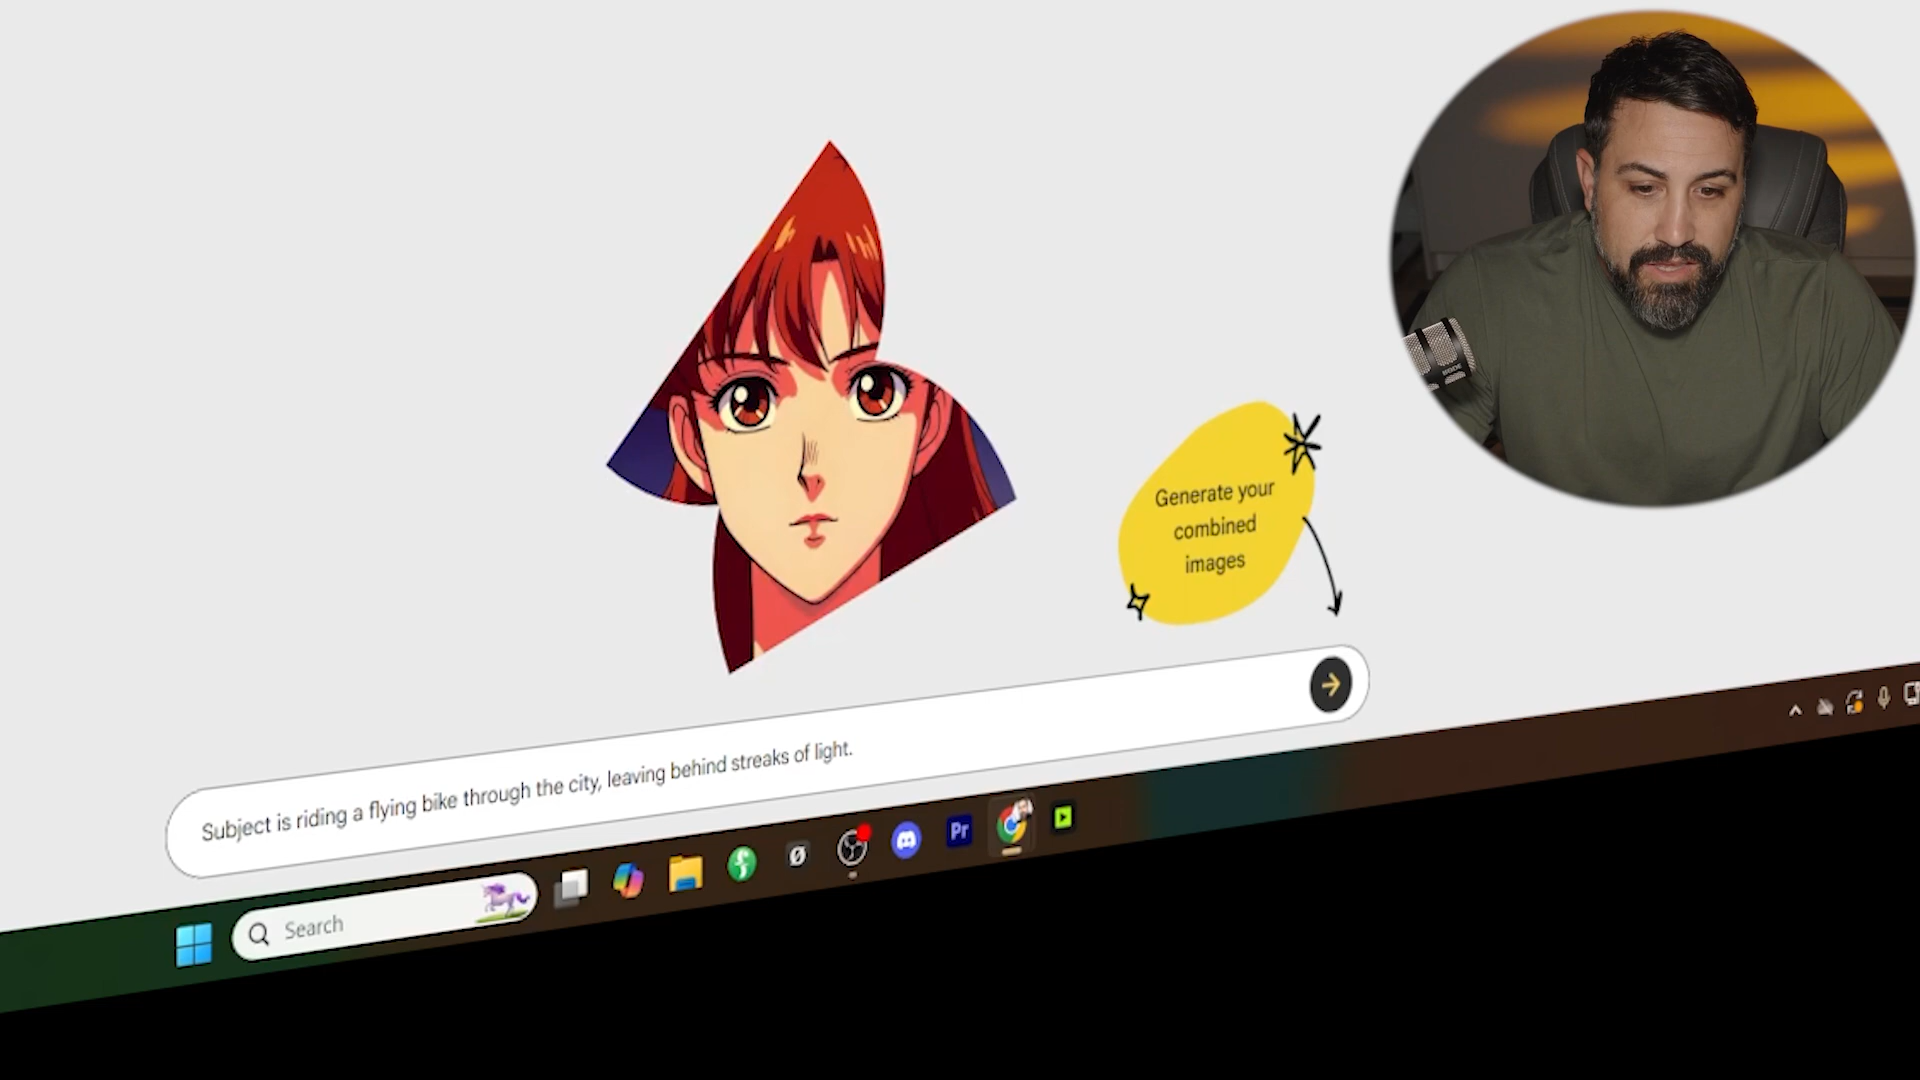 Generate your
combined
images
Subject is riding a flying bike through the city, leaving behind streaks of light.
Search
Pr
RODE